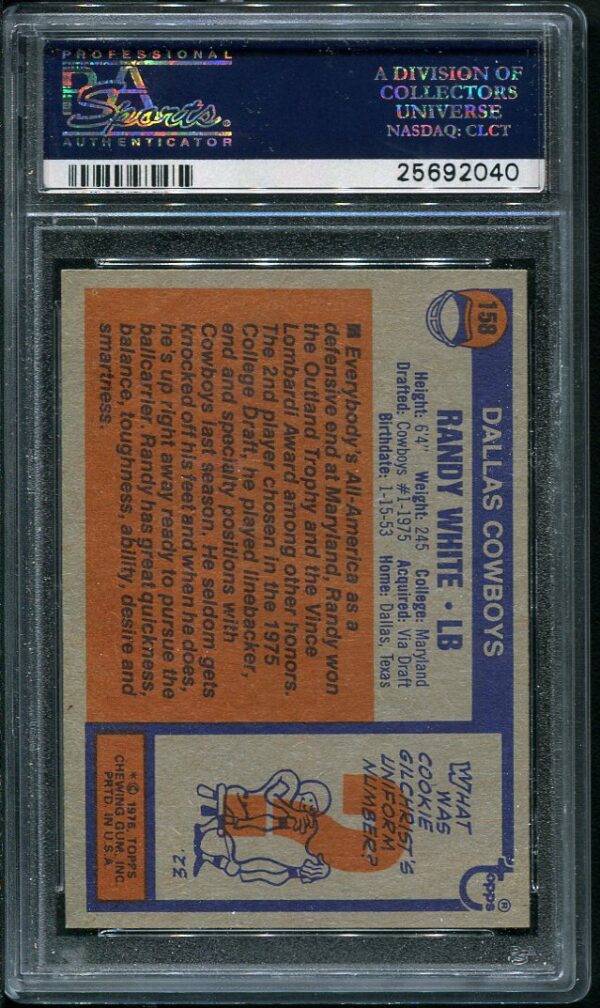 PROFESSIONAL
PSA
Sports.
AUTHENTICATOR
A DIVISION OF
COLLECTORS
UNIVERSE
NASDAQ: CLCT
25692040
158
DALLAS COWBOYS
RANDY WHITE • LB
Height: 6'4" Weight: 245 College: Maryland
Drafted: Cowboys #1-1975 Acquired: Via Draft
Birthdate: 1-15-53 Home: Dallas, Texas
Everybody's All-America as a
defensive end at Maryland, Randy won
the Outland Trophy and the Vince
Lombardi Award among other honors.
The 2nd player chosen in the 1975
College Draft, he played linebacker,
end and specialty positions with
Cowboys last season. He seldom gets
knocked off his feet and when he does,
he's up right away ready to pursue the
ballcarrier. Randy has great quickness,
balance, toughness, ability, desire and
smartness.
Topps®
WHAT
WAS
COOKIE
GILCHRIST'S
UNIFORM
NUMBER?
?
32.
* © 1976, TOPPS
CHEWING GUM, INC.
PRTD. IN U.S.A.